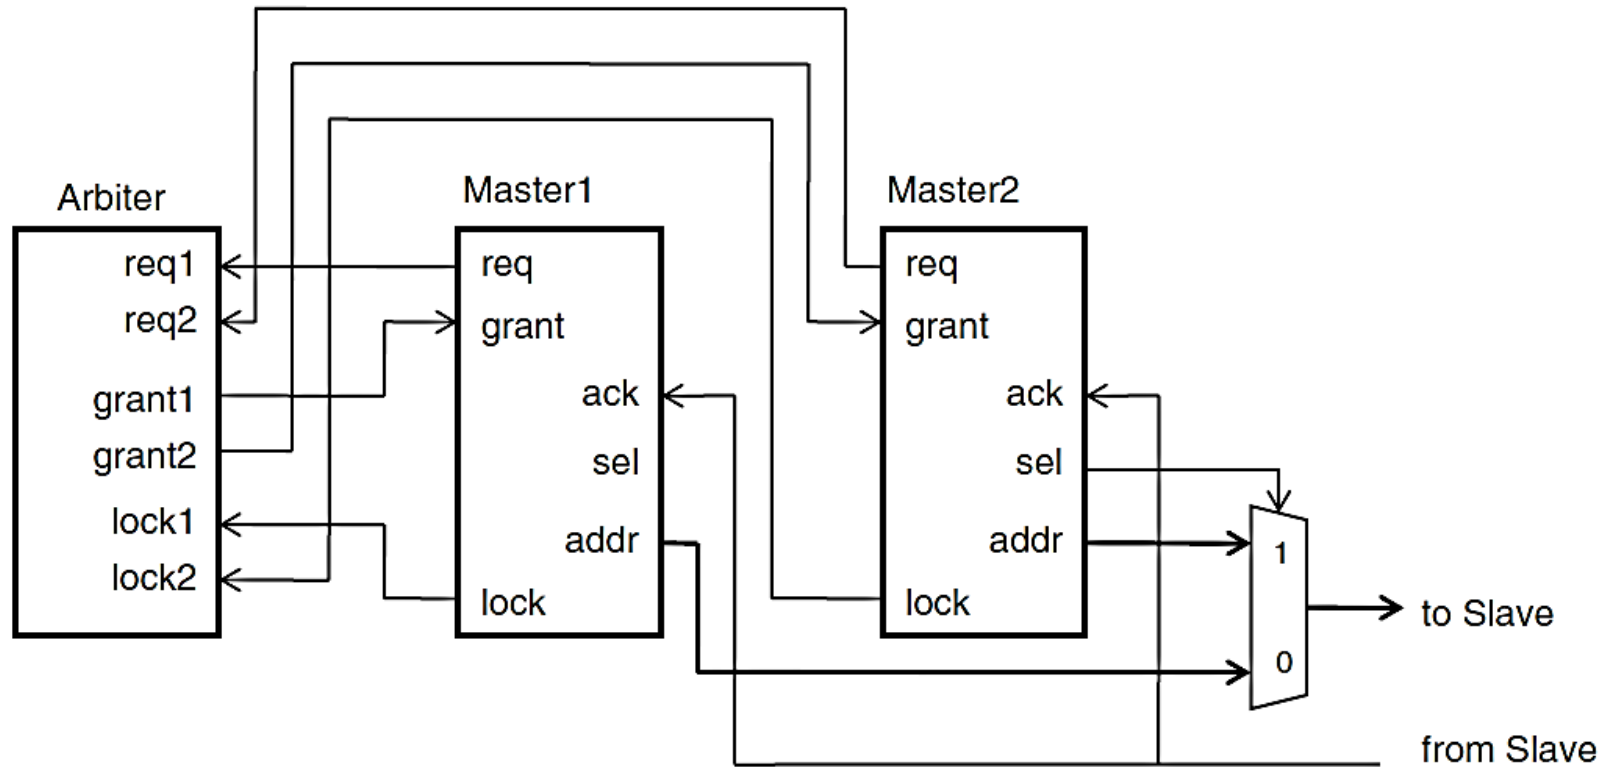 Arbiter
req1
req2
grant1
grant2
lock1
lock2
Master1
req
grant
ack
sel
addr
lock
Master2
req
grant
ack
sel
addr
lock
1
0
to Slave
from Slave